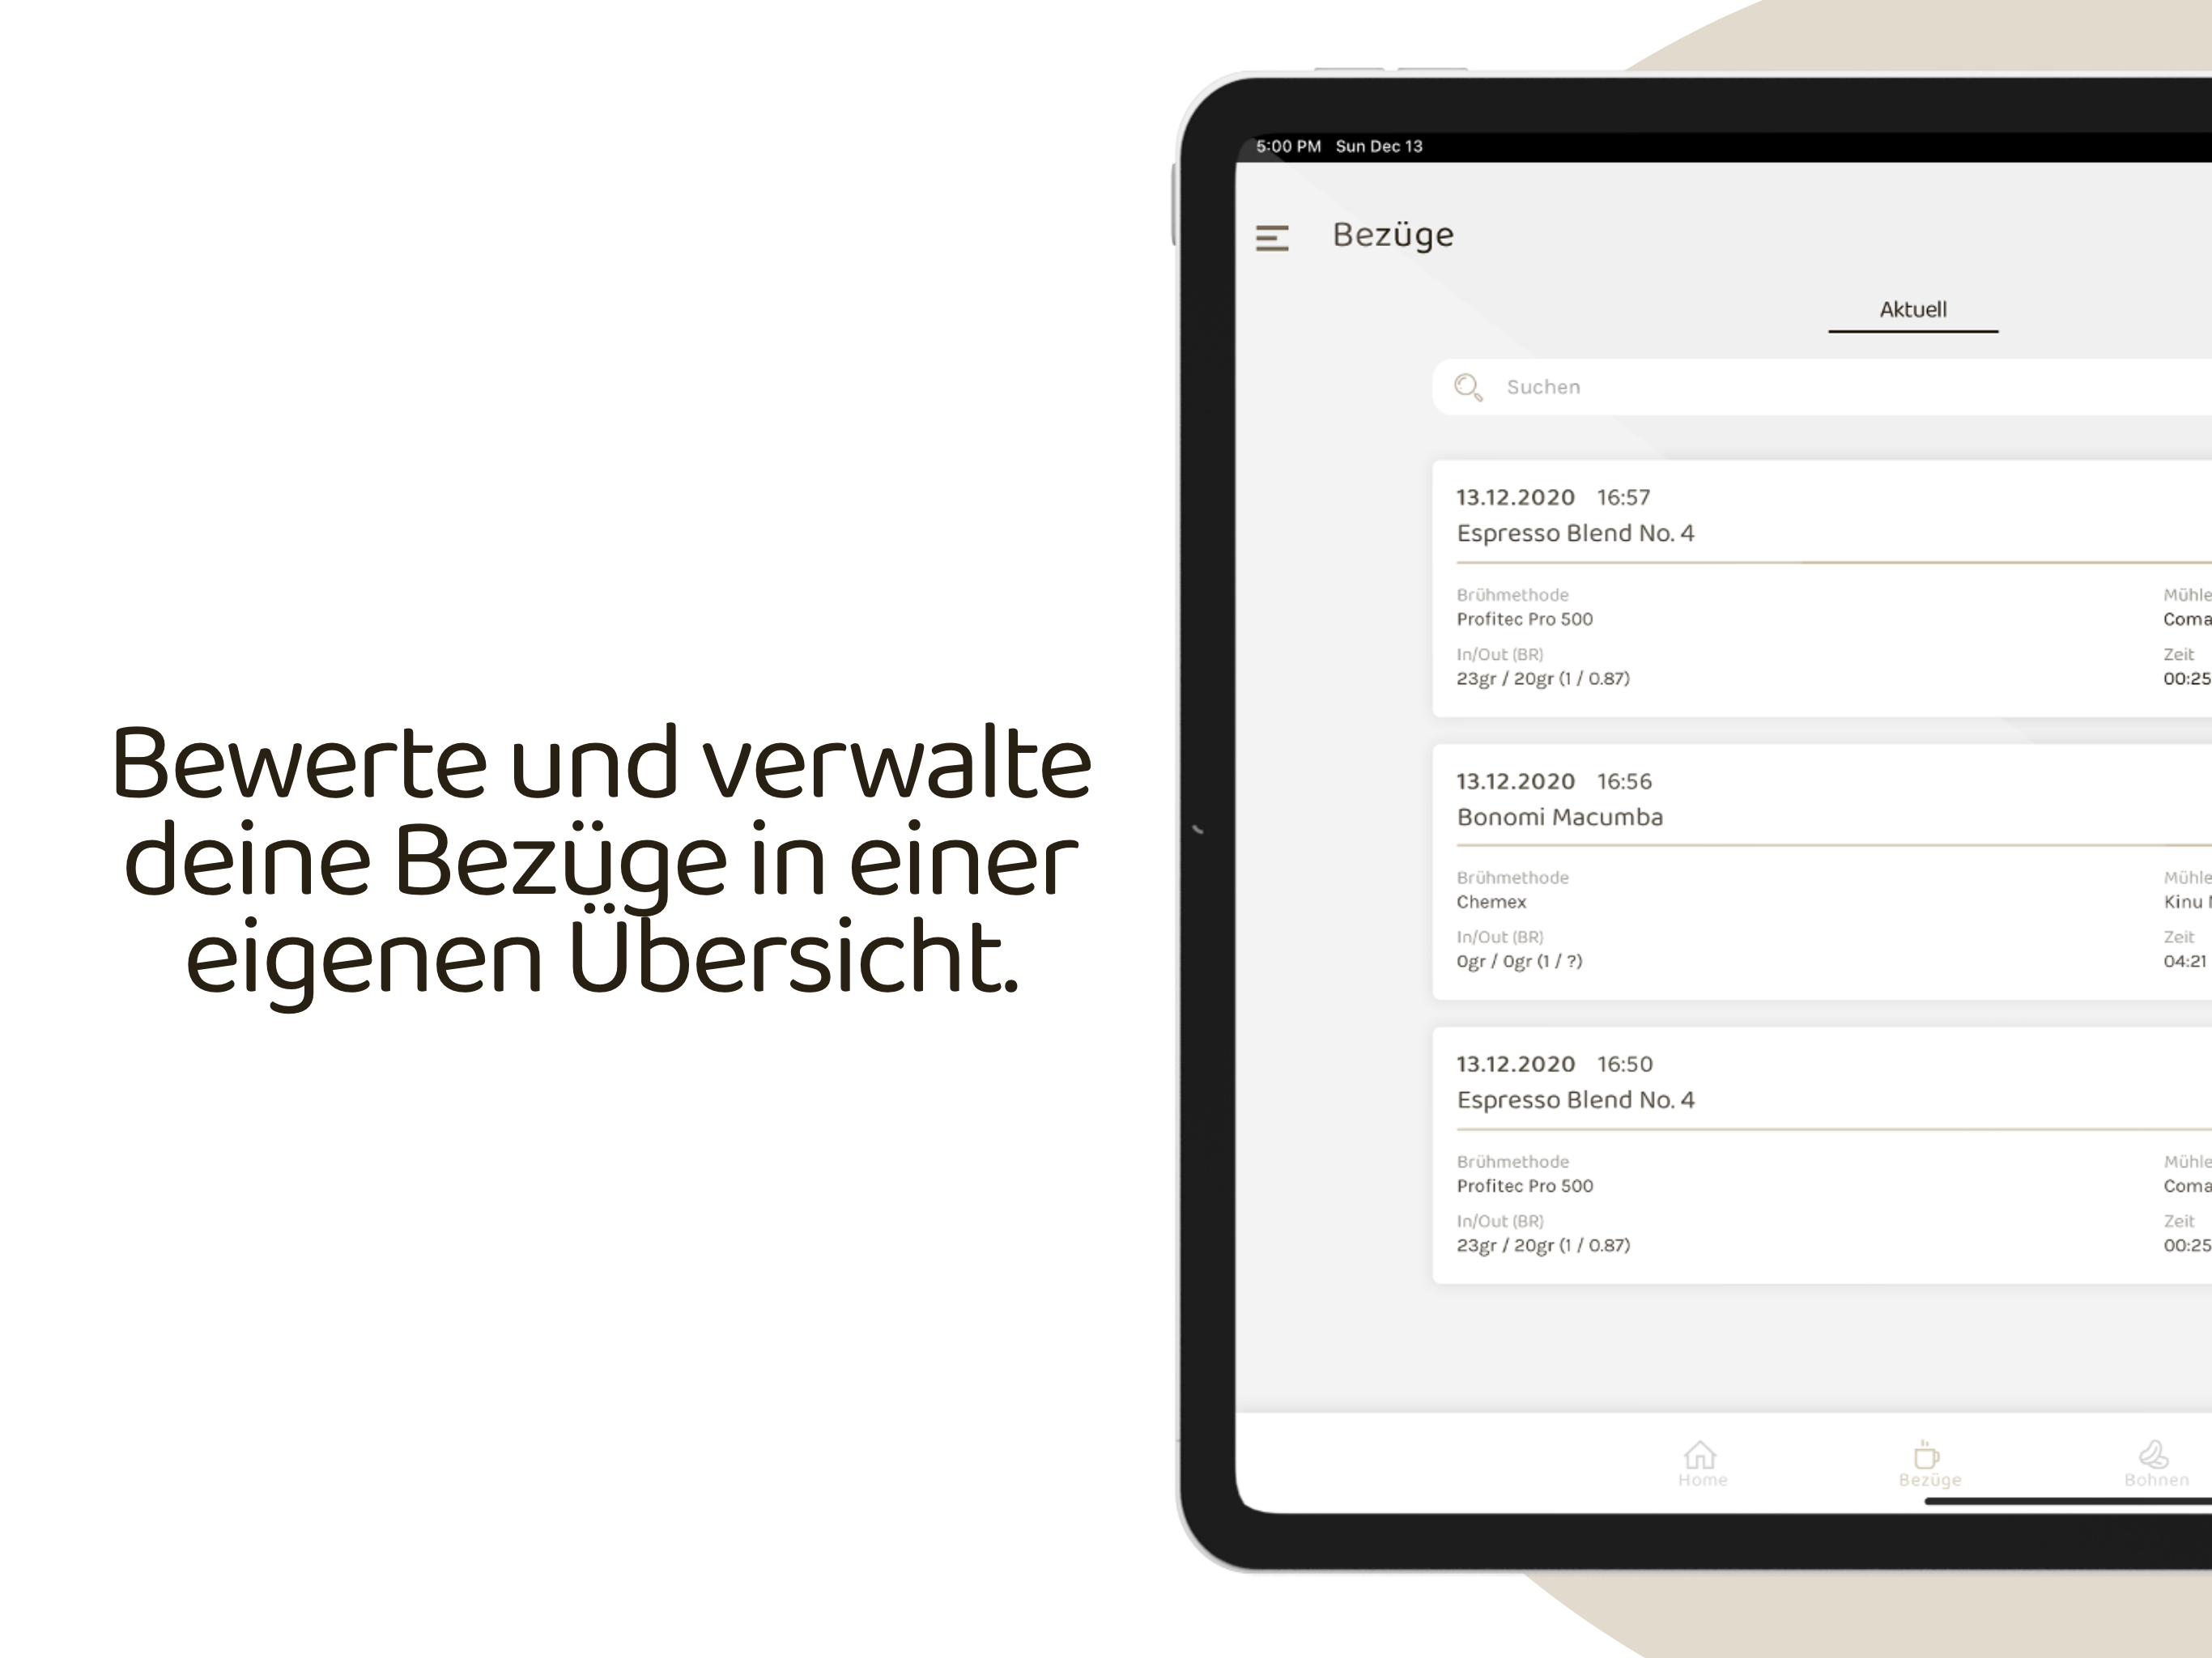 Bewerte und verwalte
deine Bezüge in einer
eigenen Übersicht.
5:00 PM Sun Dec 13
Bezüge
Aktuell
Suchen
13.12.2020 16:57
Espresso Blend No. 4
Brühmethode Mühle
Profitec Pro 500
In/Out (BR) Zeit
23gr / 20gr (1 / 0.87) 00:25
13.12.2020 16:56
Bonomi Macumba
Brühmethode Mühle
Chemex Kinu
In/Out (BR) Zeit
0gr / 0gr (1 / ?) 04:21
13.12.2020 16:50
Espresso Blend No. 4
Brühmethode Mühle
Profitec Pro 500
In/Out (BR) Zeit
23gr / 20gr (1 / 0.87) 00:25
Home Bezüge Bohnen